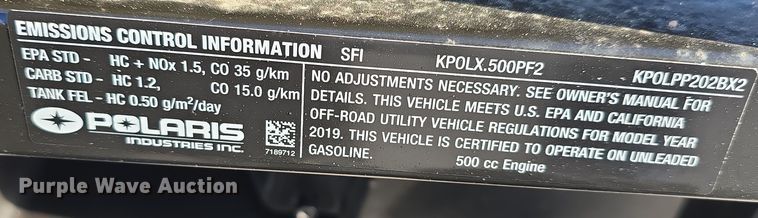 EMISSIONS CONTROL INFORMATION SFI KPOLX.500PF2 KPOLPP202BX2
EPA STD - HC + NOx 1.5, CO 35 g/km
CARB STD - HC 1.2, CO 15.0 g/km
TANK FEL - HC 0.50 g/m²/day
POLARIS
INDUSTRIES INC.
7189712
NO ADJUSTMENTS NECESSARY. SEE OWNER'S MANUAL FOR
DETAILS. THIS VEHICLE MEETS U.S. EPA AND CALIFORNIA
OFF-ROAD UTILITY VEHICLE REGULATIONS FOR MODEL YEAR
2019. THIS VEHICLE IS CERTIFIED TO OPERATE ON UNLEADED
GASOLINE. 500 cc Engine
Purple Wave Auction